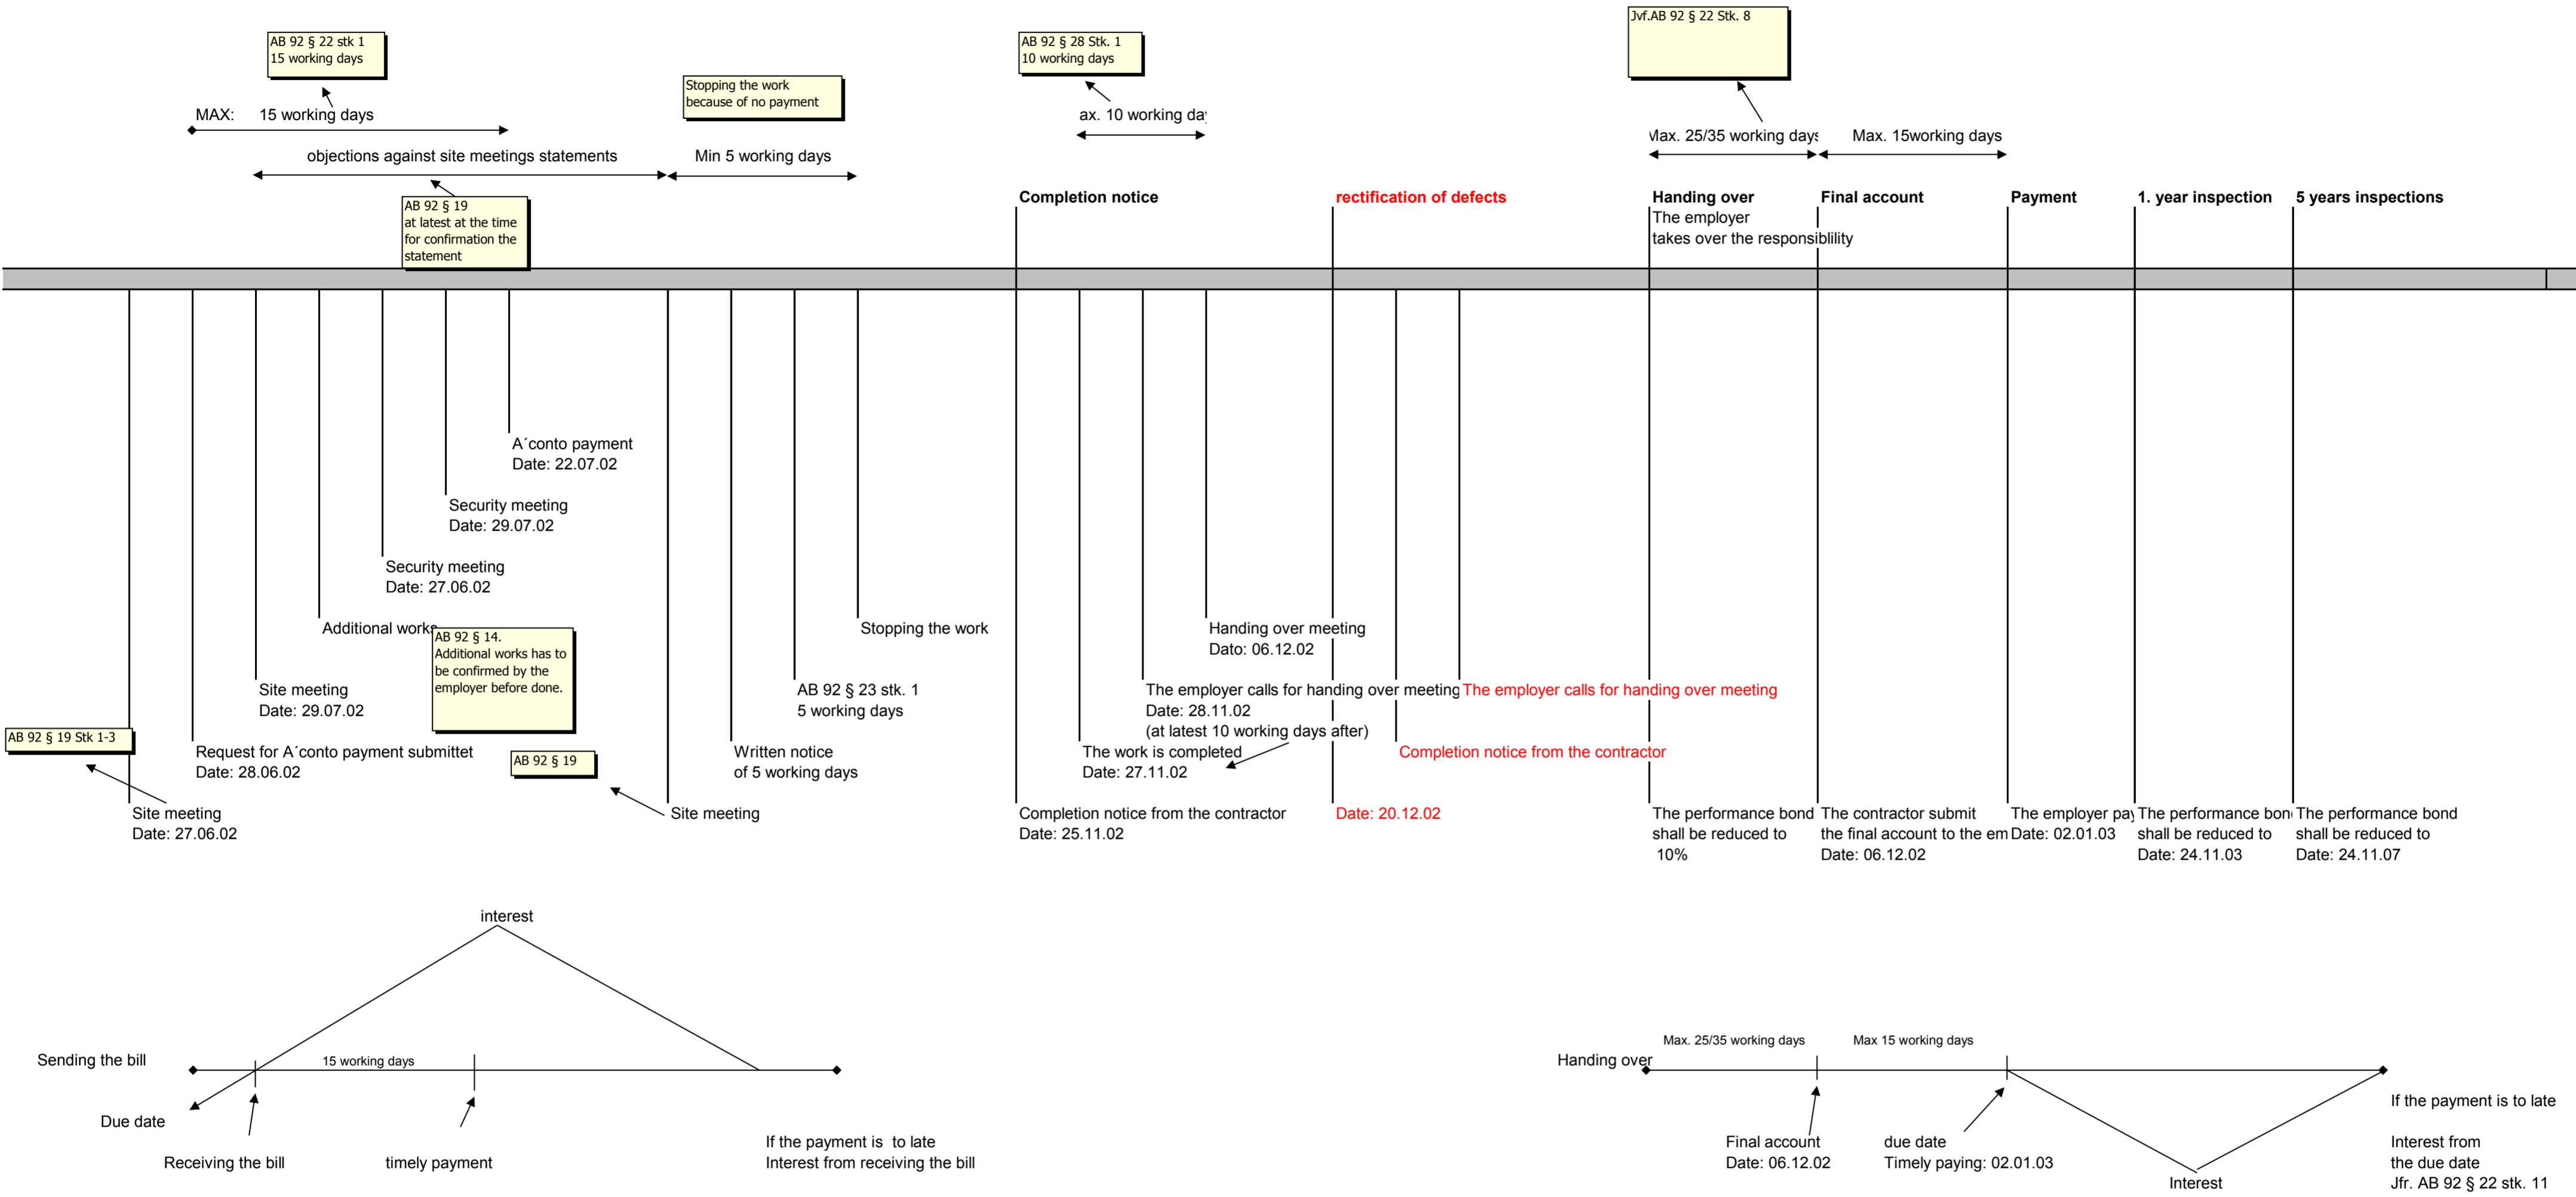 Jvf.AB 92 § 22 Stk. 8
AB 92 § 22 stk 1
15 working days
AB 92 § 28 Stk. 1
10 working days
Stopping the work
because of no payment
MAX: 15 working days
ax. 10 working da
Max. 25/35 working days
Max. 15working days
objections against site meetings statements
Min 5 working days
AB 92 § 19
at latest at the time
for confirmation the
statement
Completion notice
rectification of defects
Handing over
The employer
takes over the responsiblility
Final account
Payment
1. year inspection
5 years inspections
A´conto payment
Date: 22.07.02
Security meeting
Date: 29.07.02
Security meeting
Date: 27.06.02
Additional works
AB 92 § 14.
Additional works has to
be confirmed by the
employer before done.
Stopping the work
Handing over meeting
Dato: 06.12.02
Site meeting
Date: 29.07.02
AB 92 § 23 stk. 1
5 working days
The employer calls for handing over meeting
Date: 28.11.02
(at latest 10 working days after)
The employer calls for handing over meeting
AB 92 § 19 Stk 1-3
Request for A´conto payment submittet
Date: 28.06.02
AB 92 § 19
Written notice
of 5 working days
The work is completed
Date: 27.11.02
Completion notice from the contractor
Site meeting
Date: 27.06.02
Site meeting
Completion notice from the contractor
Date: 25.11.02
Date: 20.12.02
The performance bond
shall be reduced to
10%
The contractor submit
the final account to the em
Date: 06.12.02
The employer pay
Date: 02.01.03
The performance bon
shall be reduced to
Date: 24.11.03
The performance bond
shall be reduced to
Date: 24.11.07
interest
Sending the bill
15 working days
Due date
Receiving the bill
timely payment
If the payment is to late
Interest from receiving the bill
Max. 25/35 working days
Max 15 working days
Handing over
Final account
Date: 06.12.02
due date
Timely paying: 02.01.03
Interest
If the payment is to late
Interest from
the due date
Jfr. AB 92 § 22 stk. 11